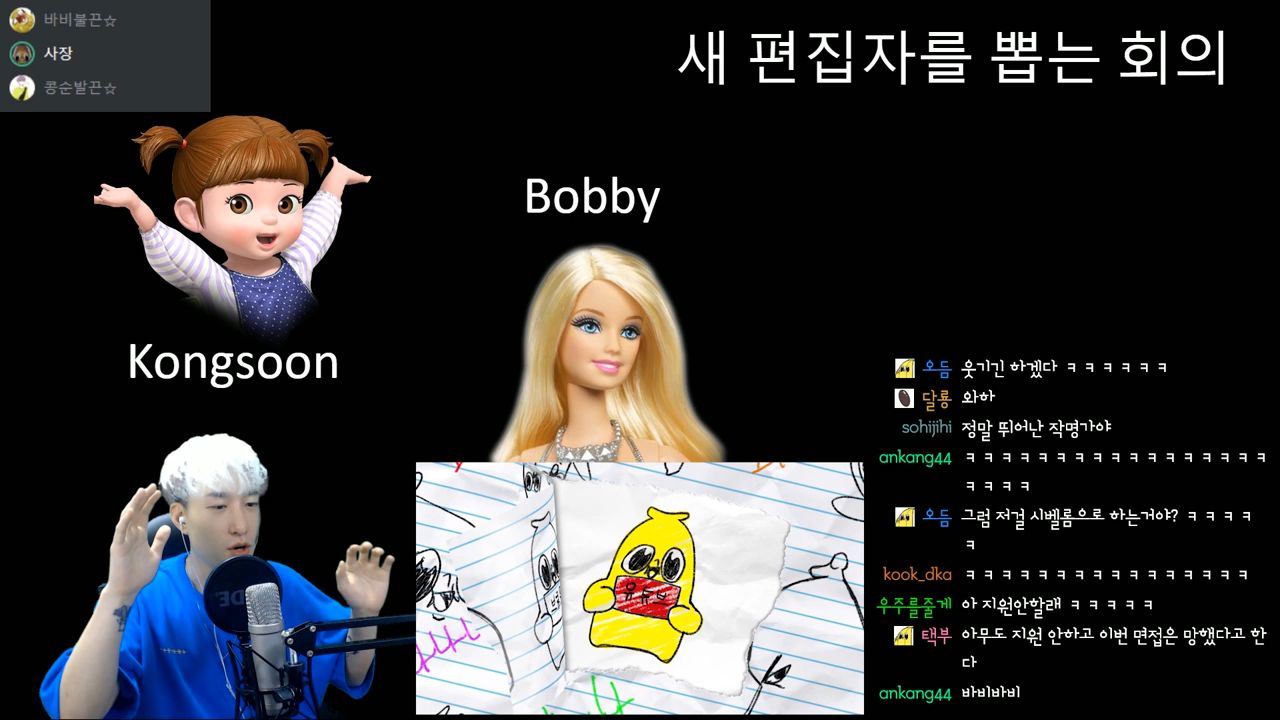 바비불끈☆
사장
콩순발끈☆
새 편집자를 뽑는 회의
Bobby
Kongsoon
오듬 웃기긴 하겠다 ㅋㅋㅋㅋㅋㅋ
달룡 와하
sohijihi 정말 뛰어난 작명가야
ankang44 ㅋㅋㅋㅋㅋㅋㅋㅋㅋㅋㅋㅋㅋㅋㅋㅋㅋ
ㅋㅋㅋㅋ
오듬 그럼 저걸 시벨롬으로 하는거야? ㅋㅋㅋㅋ
ㅋ
kook_dka ㅋㅋㅋㅋㅋㅋㅋㅋㅋㅋㅋㅋㅋㅋㅋㅋ
우주를줄게 아 지원안할래 ㅋㅋㅋㅋㅋ
택부 아무도 지원 안하고 이번 면접은 망했다고 한
다
ankang44 바비바비
유튜브